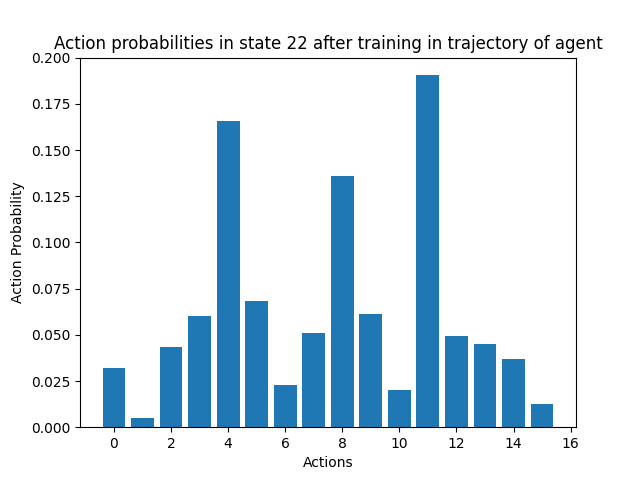 Action probabilities in state 22 after training in trajectory of agent
0.200
0.175
0.150
0.125
0.100
0.075
0.050
0.025
0.000
Action Probability
0 2 4 6 8 10 12 14 16
Actions